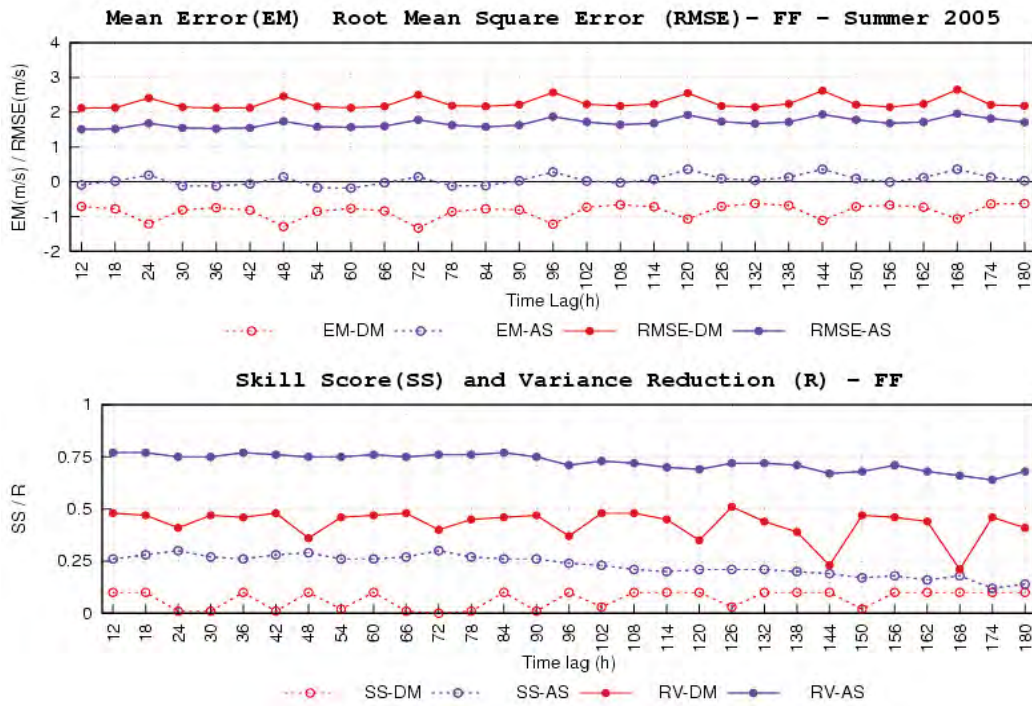 Mean Error(EM) Root Mean Square Error (RMSE)- FF - Summer 2005
EM(m/s) / RMSE(m/s)
4
3
2
1
0
-1
-2
12 18 24 30 36 42 48 54 60 66 72 78 84 90 96 102 108 114 120 126 132 138 144 150 156 162 168 174 180
Time Lag(h)
EM-DM EM-AS RMSE-DM RMSE-AS
Skill Score(SS) and Variance Reduction (R) - FF
SS / R
1
0.75
0.5
0.25
0
12 18 24 30 36 42 48 54 60 66 72 78 84 90 96 102 108 114 120 126 132 138 144 150 156 162 168 174 180
Time lag (h)
SS-DM SS-AS RV-DM RV-AS